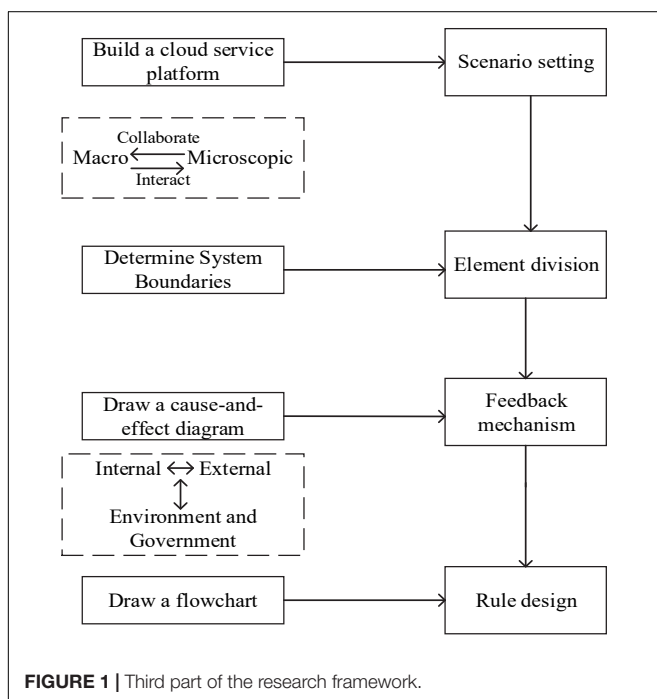 Build a cloud service
platform
Scenario setting
Collaborate
Macro Microscopic
Interact
Determine System
Boundaries
Element division
Draw a cause-and-
effect diagram
Feedback
mechanism
Internal External
Environment and
Government
Draw a flowchart
Rule design
FIGURE 1 | Third part of the research framework.